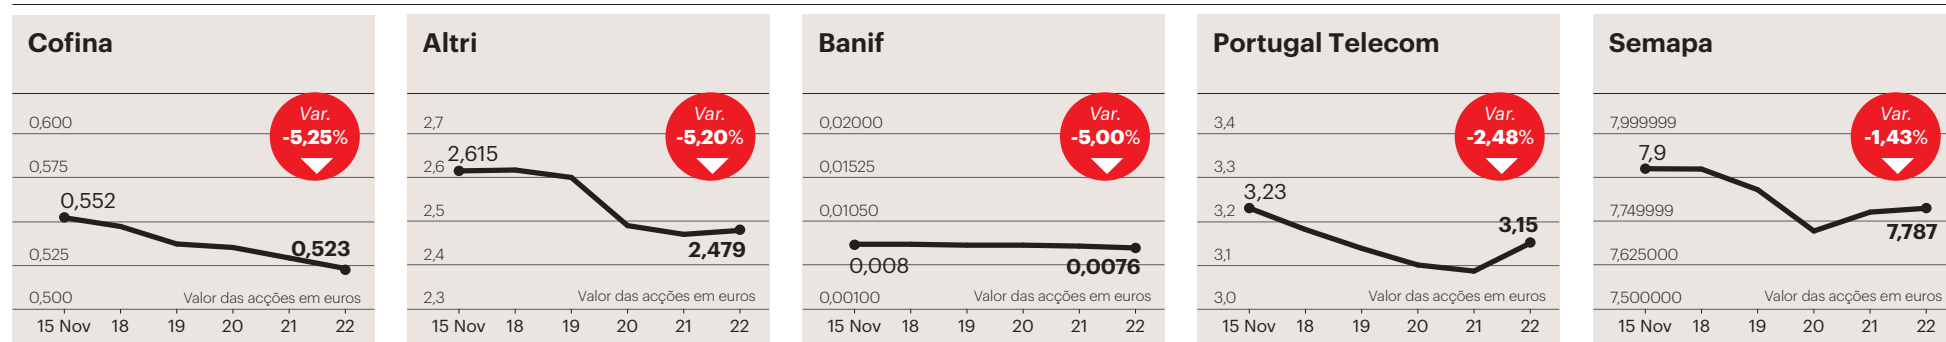 Cofina
Var.
-5,25%
0,600
0,575
0,552
0,523
0,525
0,500
Valor das acções em euros
15 Nov 18 19 20 21 22
Altri
Var.
-5,20%
2,7
2,615
2,6
2,5
2,479
2,4
2,3
Valor das acções em euros
15 Nov 18 19 20 21 22
Banif
Var.
-5,00%
0,02000
0,01525
0,01050
0,008
0,0076
0,00100
Valor das acções em euros
15 Nov 18 19 20 21 22
Portugal Telecom
Var.
-2,48%
3,4
3,3
3,23
3,2
3,15
3,1
3,0
Valor das acções em euros
15 Nov 18 19 20 21 22
Semapa
Var.
-1,43%
7,999999
7,9
7,749999
7,787
7,625000
7,500000
Valor das acções em euros
15 Nov 18 19 20 21 22